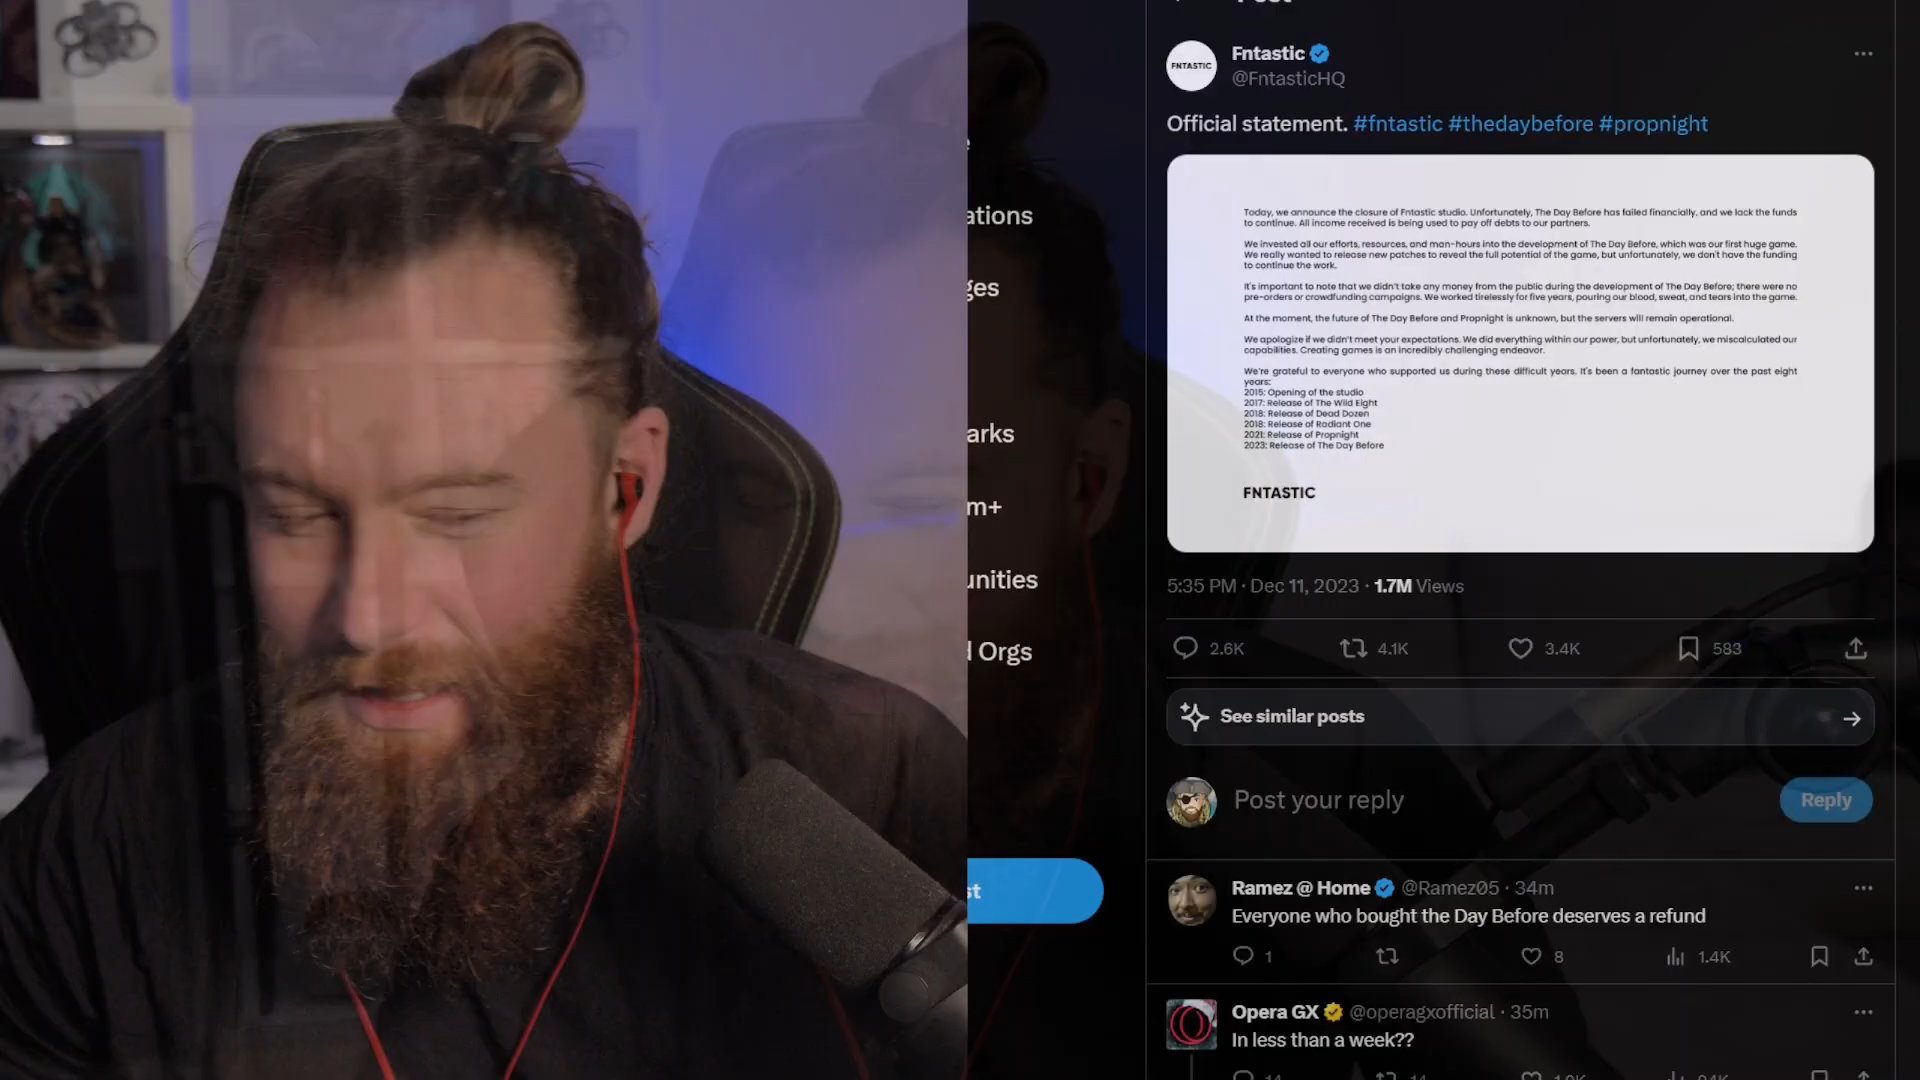 Fntastic
@FntasticHQ
FNTASTIC
Official statement. #fntastic #thedaybefore #propnight
Today, we announce the closure of Fntastic studio. Unfortunately, The Day Before has failed financially, and we lack the funds
to continue. All income received is being used to pay off debts to our partners.
We invested all our efforts, resources, and man-hours into the development of The Day Before, which was our first huge game.
We really wanted to release new patches to reveal the full potential of the game, but unfortunately, we don't have the funding
to continue the work.
It's important to note that we didn't take any money from the public during the development of The Day Before; there were no
pre-orders or crowdfunding campaigns. We worked tirelessly for five years, pouring our blood, sweat, and tears into the game.
At the moment, the future of The Day Before and Propnight is unknown, but the servers will remain operational.
We apologize if we didn't meet your expectations. We did everything within our power, but unfortunately, we miscalculated our
capabilities. Creating games is an incredibly challenging endeavor.
We're grateful to everyone who supported us during these difficult years. It's been a fantastic journey over the past eight
years:
2015: Opening of the studio
2017: Release of The Wild Eight
2018: Release of Dead Dozen
2018: Release of Radiant One
2021: Release of Propnight
2023: Release of The Day Before
FNTASTIC
5:35 PM · Dec 11, 2023 · 1.7M Views
2.6K 4.1K 3.4K 583
See similar posts
Post your reply
Reply
Ramez @ Home @Ramez05 · 34m
Everyone who bought the Day Before deserves a refund
1 8 1.4K
Opera GX @operagxofficial · 35m
In less than a week??
ations
ges
arks
m+
unities
d Orgs
st